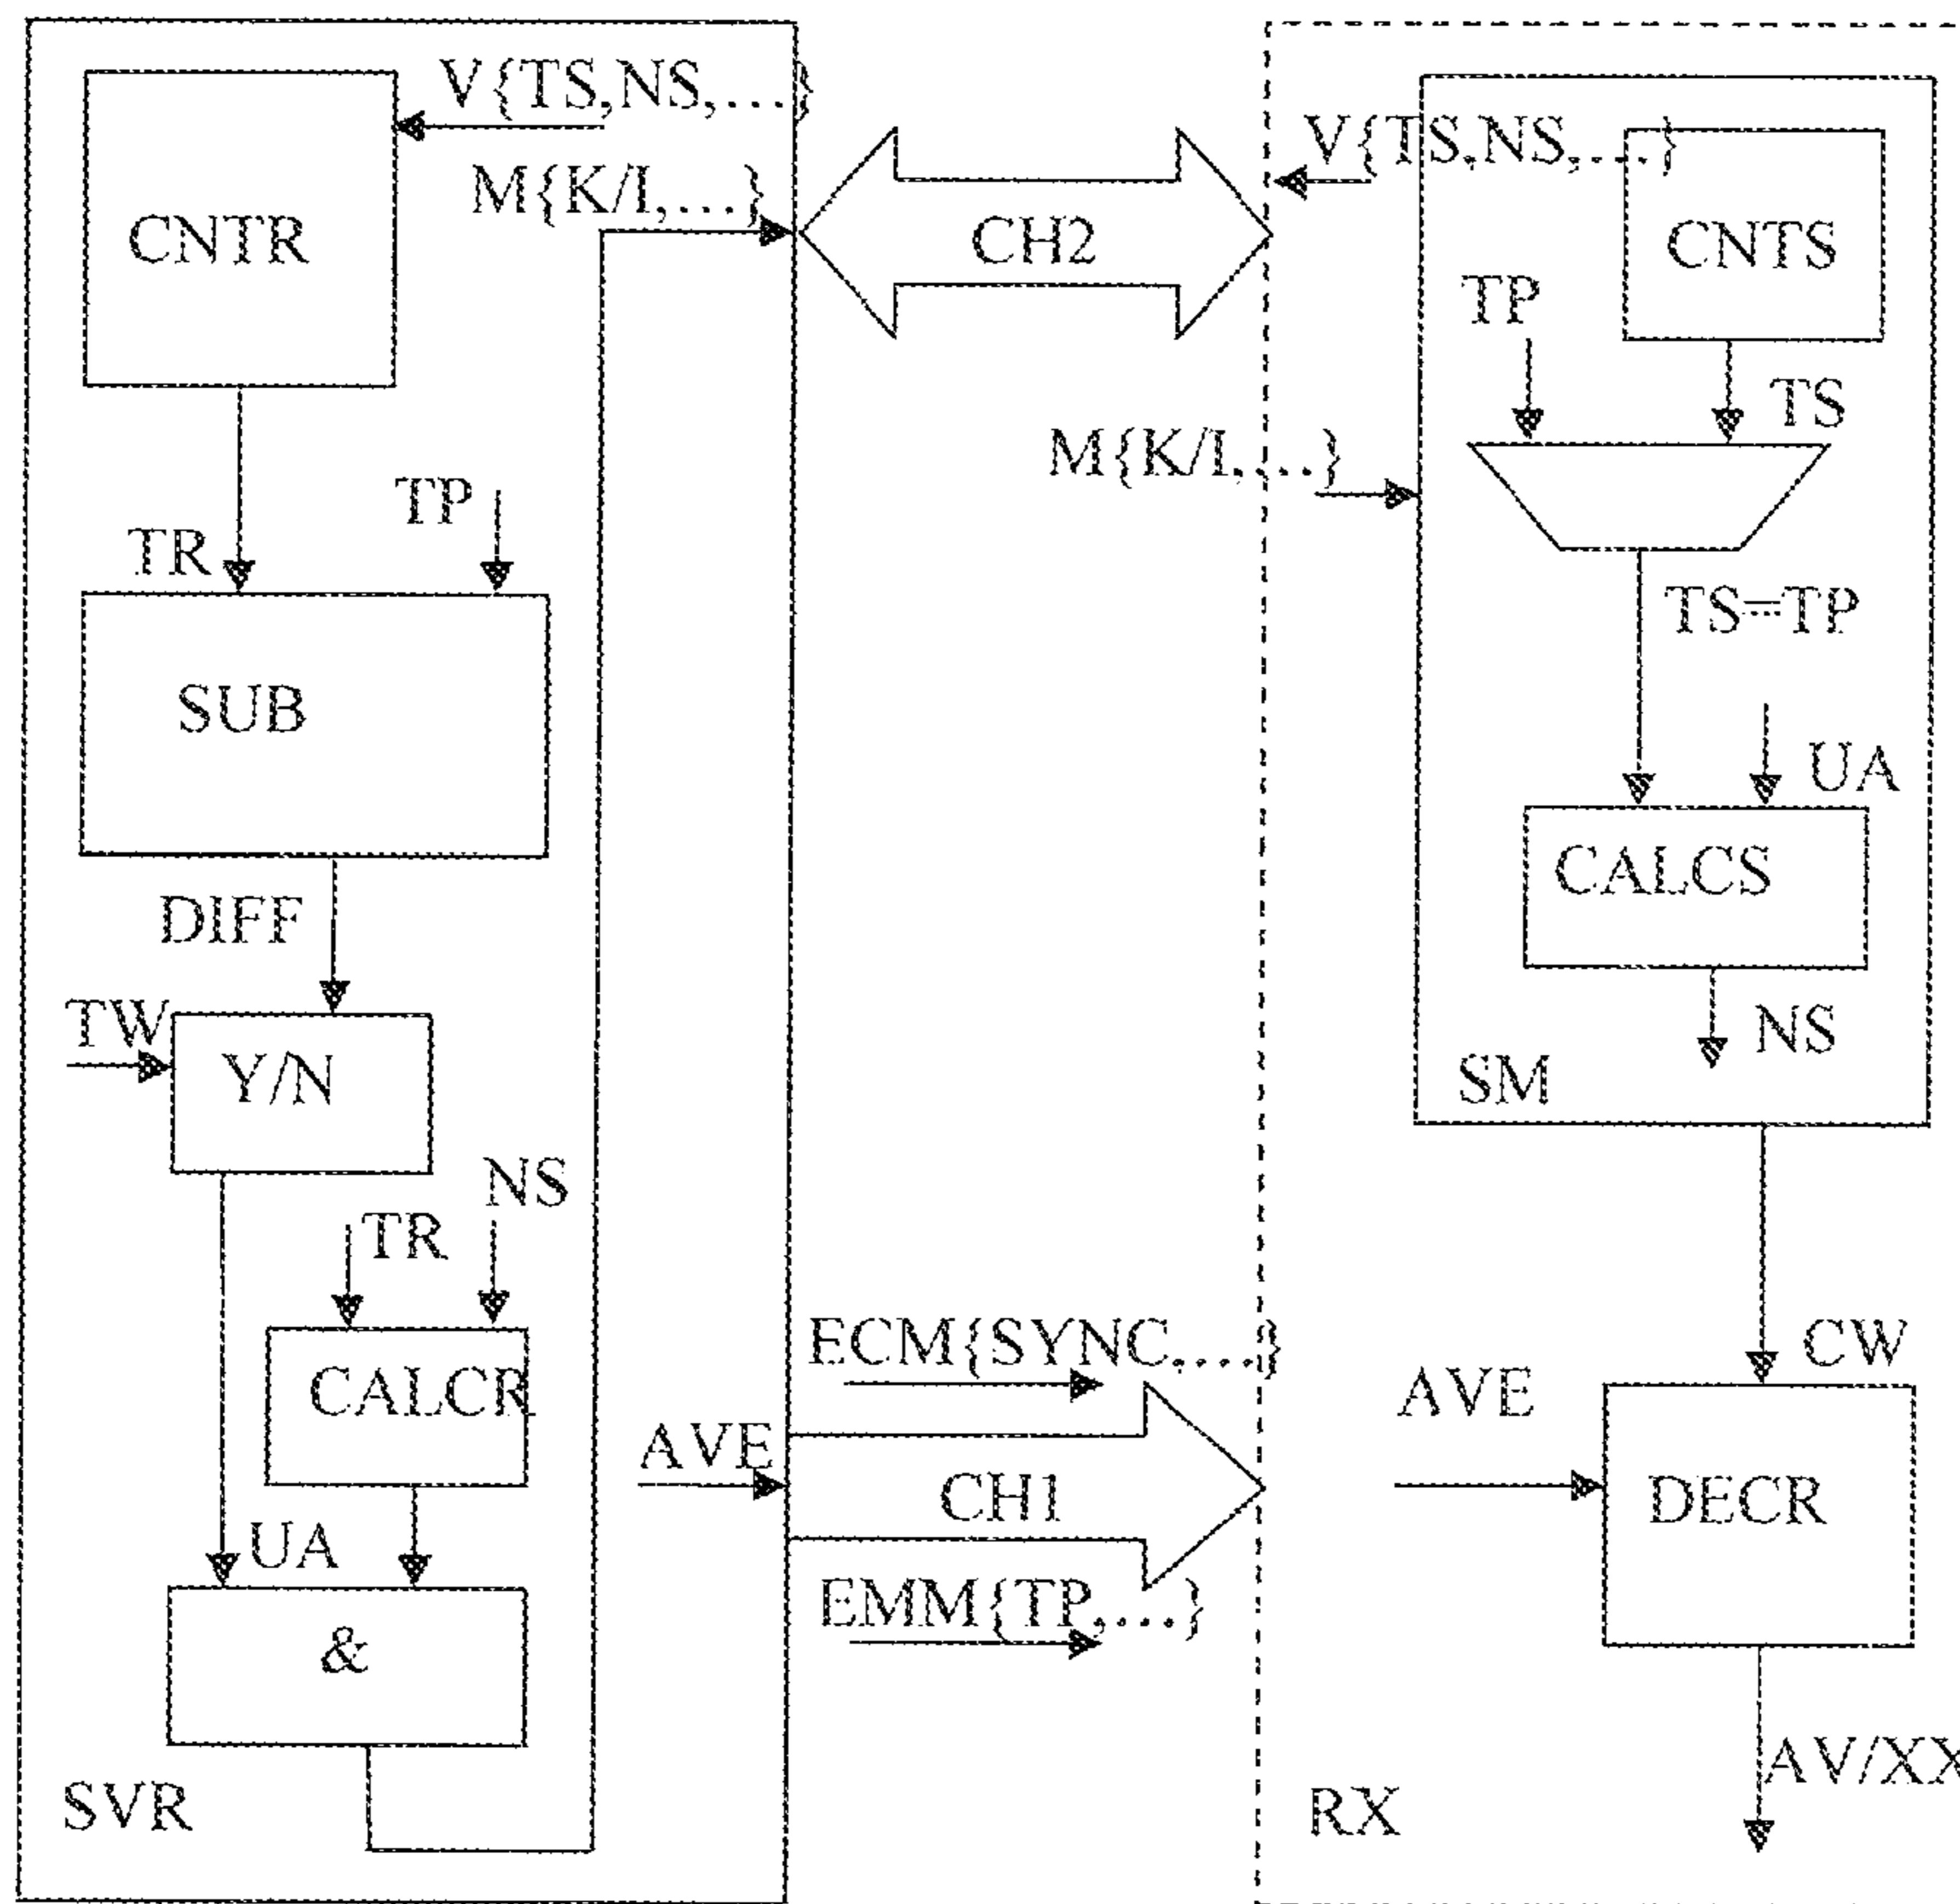 V{TS,NS,...}
CNTR
M{K/I,...}
TR
TP
SUB
DIFF
TW
Y/N
TR
NS
CALCR
UA
&
SVR
CH2
AVE
ECM{SYNC,....}
CH1
EMM{TP,....}
V{TS,NS,...}
CNTS
TP
TS
M{K/I,...}
TS=TP
UA
CALCS
NS
SM
CW
AVE
DECR
AV/XX
RX